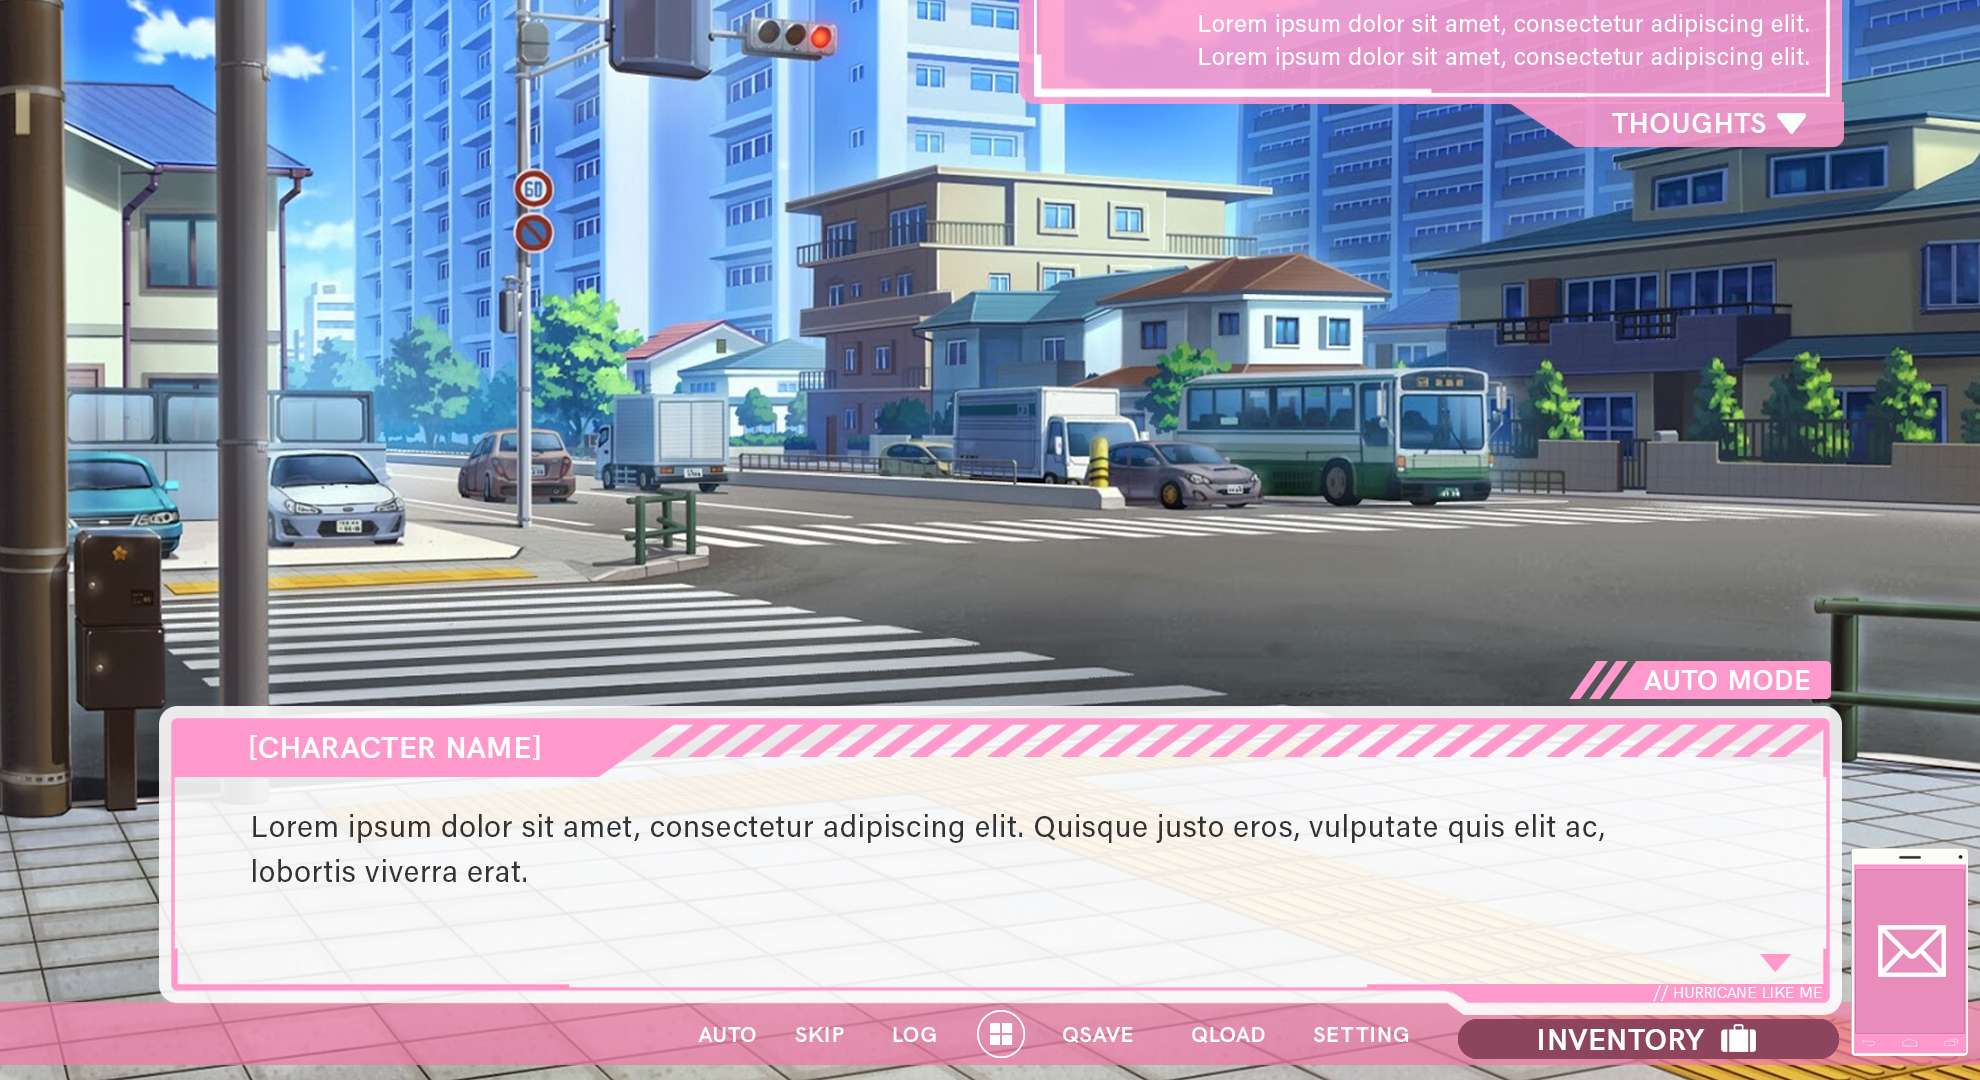 Lorem ipsum dolor sit amet, consectetur adipiscing elit.
Lorem ipsum dolor sit amet, consectetur adipiscing elit.
THOUGHTS
60
AUTO MODE
[CHARACTER NAME]
Lorem ipsum dolor sit amet, consectetur adipiscing elit. Quisque justo eros, vulputate quis elit ac,
lobortis viverra erat.
// HURRICANE LIKE ME
AUTO SKIP LOG QSAVE QLOAD SETTING
INVENTORY